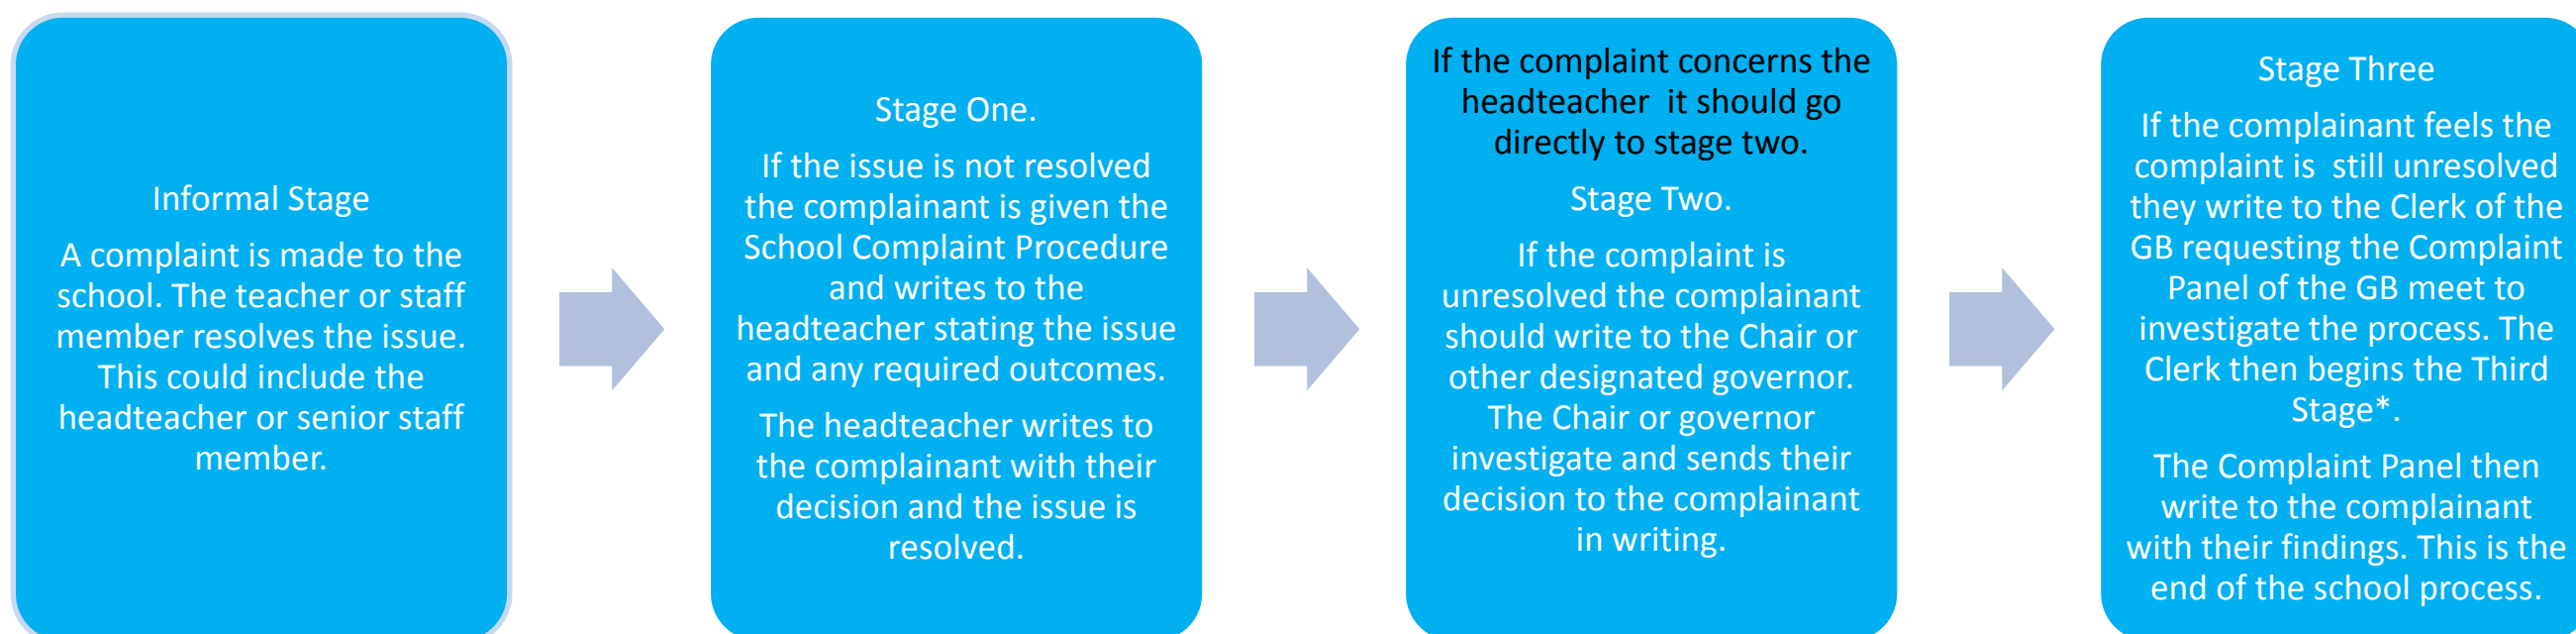 Informal Stage
A complaint is made to the
school. The teacher or staff
member resolves the issue.
This could include the
headteacher or senior staff
member.
Stage One.
If the issue is not resolved
the complainant is given the
School Complaint Procedure
and writes to the
headteacher stating the issue
and any required outcomes.
The headteacher writes to
the complainant with their
decision and the issue is
resolved.
If the complaint concerns the
headteacher  it should go
directly to stage two.
Stage Two.
If the complaint is
unresolved the complainant
should write to the Chair or
other designated governor.
The Chair or governor
investigate and sends their
decision to the complainant
in writing.
Stage Three
If the complainant feels the
complaint is  still unresolved
they write to the Clerk of the
GB requesting the Complaint
Panel of the GB meet to
investigate the process. The
Clerk then begins the Third
Stage*.
The Complaint Panel then
write to the complainant
with their findings. This is the
end of the school process.